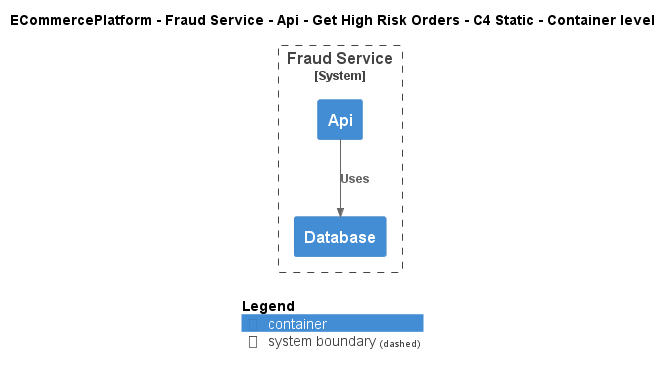 ECommercePlatform - Fraud Service - Api - Get High Risk Orders - C4 Static - Container level
Fraud Service
[System]
Api
Uses
Database
Legend
container
system boundary (dashed)